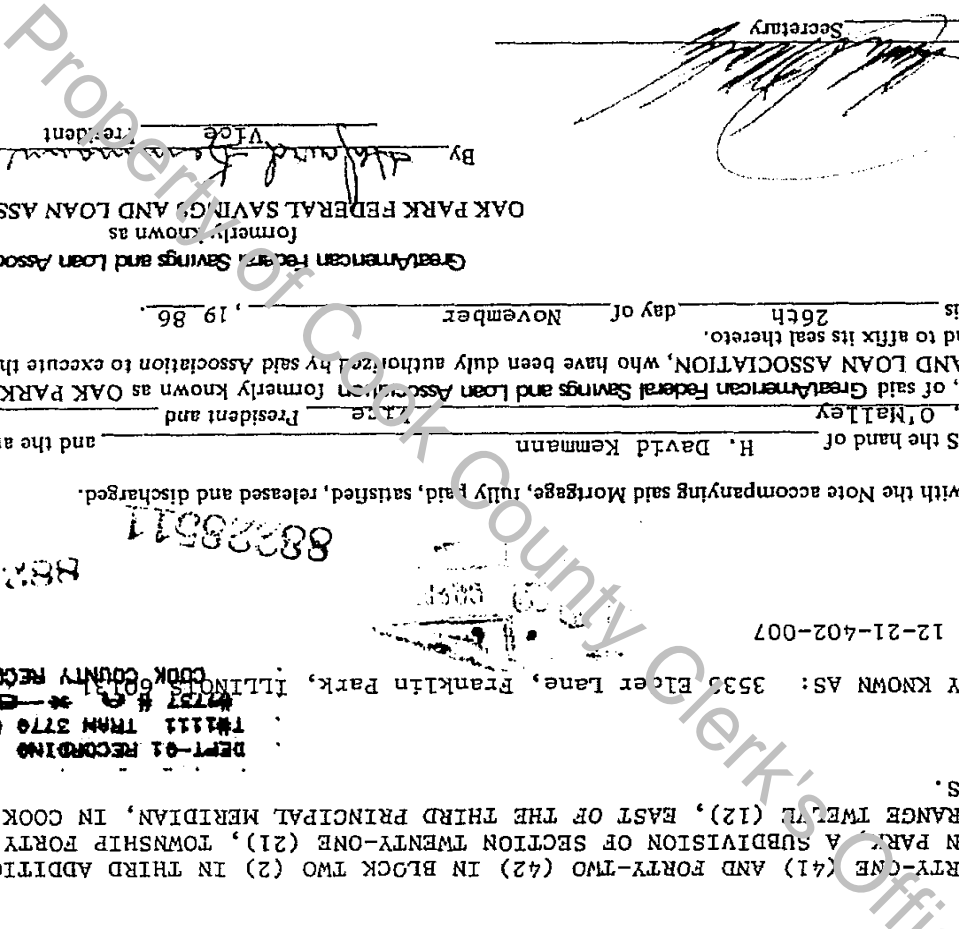 RTY-ONE (41) AND FORTY-TWO (42) IN BLOCK TWO (2) IN THIRD ADDITIO
N PARK, A SUBDIVISION OF SECTION TWENTY-ONE (21), TOWNSHIP FORTY
RANGE TWELVE (12), EAST OF THE THIRD PRINCIPAL MERIDIAN, IN COOK
S.
DEPT-01 RECORDING
T#1111 TRAN 3770
COOK COUNTY RECO
Y KNOWN AS: 3535 Elder Lane, Franklin Park, ILLINOIS 60131
12-21-402-007
88228511
with the Note accompanying said Mortgage, fully paid, satisfied, released and discharged.
S the hand of H. David Kemmann and the a
. O'Malley Vice President and
, of said GreatAmerican Federal Savings and Loan Association formerly known as OAK PARK
AND LOAN ASSOCIATION, who have been duly authorized by said Association to execute th
nd to affix its seal thereto.
is 26th day of November, 19 86.
GreatAmerican Federal Savings and Loan Assoc
formerly known as
OAK PARK FEDERAL SAVINGS AND LOAN ASS
By
Vice President
Secretary
Property of Cook County Clerk's Offi